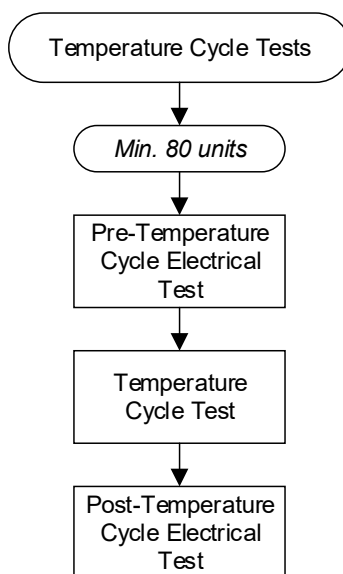 Temperature Cycle Tests
Min. 80 units
Pre-Temperature
Cycle Electrical
Test
Temperature
Cycle Test
Post-Temperature
Cycle Electrical
Test